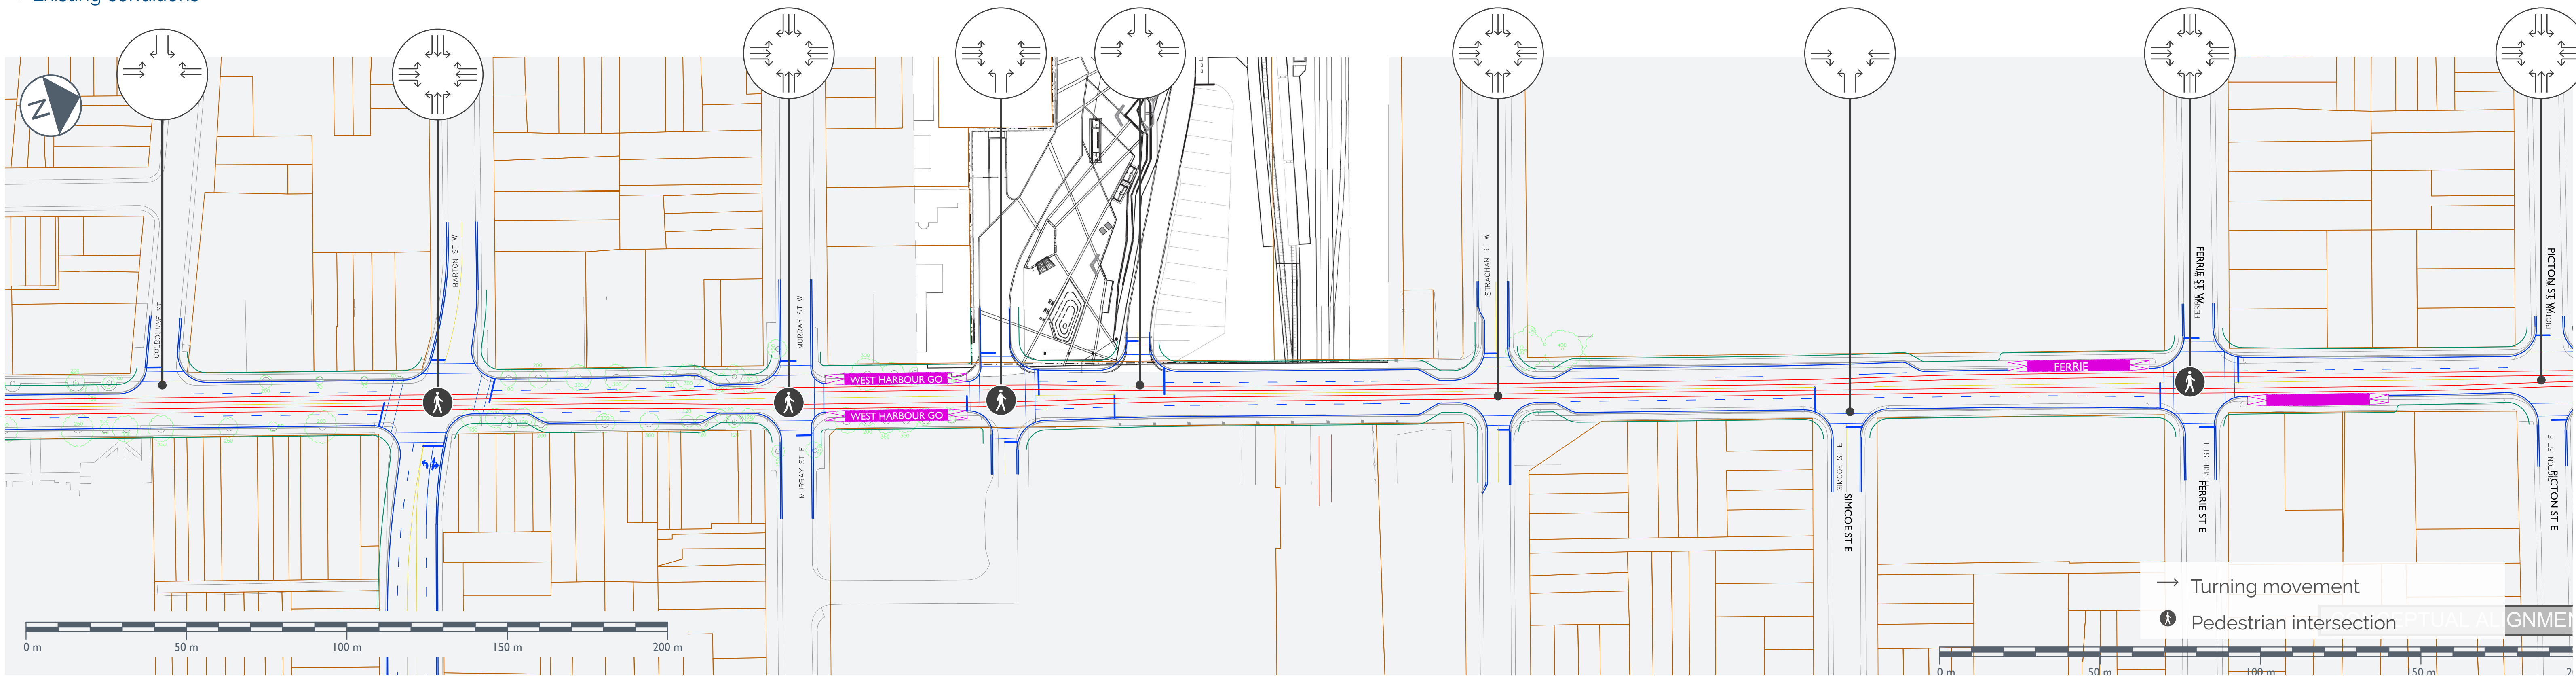 Existing conditions
N
COLBOURNE ST
BARTON ST W
MURRAY ST W
WEST HARBOUR GO
WEST HARBOUR GO
MURRAY ST E
STRACHAN ST W
FERRIE ST W
FERRIE
PICTON ST W
SIMCOE ST E
SIMCOE ST E
FERRIE ST E
FERRIE ST E
PICTON ST E
PICTON ST E
Turning movement
Pedestrian intersection
0 m
50 m
100 m
150 m
200 m
0 m
50 m
100 m
150 m